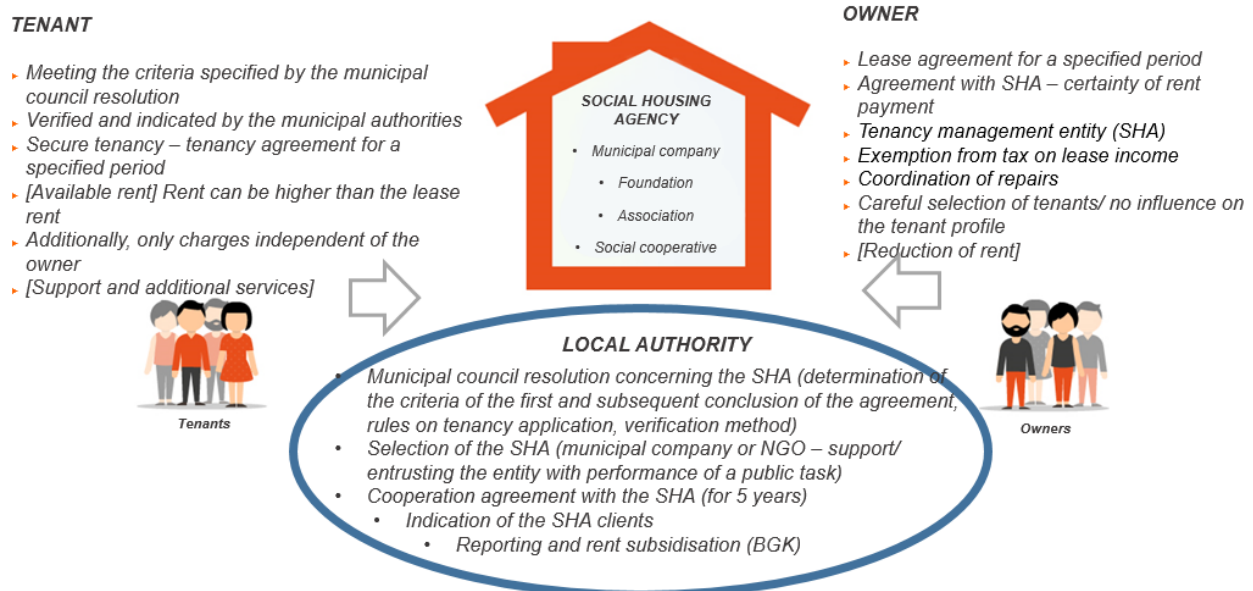 TENANT
Meeting the criteria specified by the municipal
council resolution
Verified and indicated by the municipal authorities
Secure tenancy – tenancy agreement for a
specified period
[Available rent] Rent can be higher than the lease
rent
Additionally, only charges independent of the
owner
[Support and additional services]
Tenants
SOCIAL HOUSING
AGENCY
• Municipal company
• Foundation
• Association
• Social cooperative
OWNER
Lease agreement for a specified period
Agreement with SHA – certainty of rent
payment
Tenancy management entity (SHA)
Exemption from tax on lease income
Coordination of repairs
Careful selection of tenants/ no influence on
the tenant profile
[Reduction of rent]
Owners
LOCAL AUTHORITY
• Municipal council resolution concerning the SHA (determination of
the criteria of the first and subsequent conclusion of the agreement,
rules on tenancy application, verification method)
• Selection of the SHA (municipal company or NGO – support/
entrusting the entity with performance of a public task)
• Cooperation agreement with the SHA (for 5 years)
• Indication of the SHA clients
• Reporting and rent subsidisation (BGK)